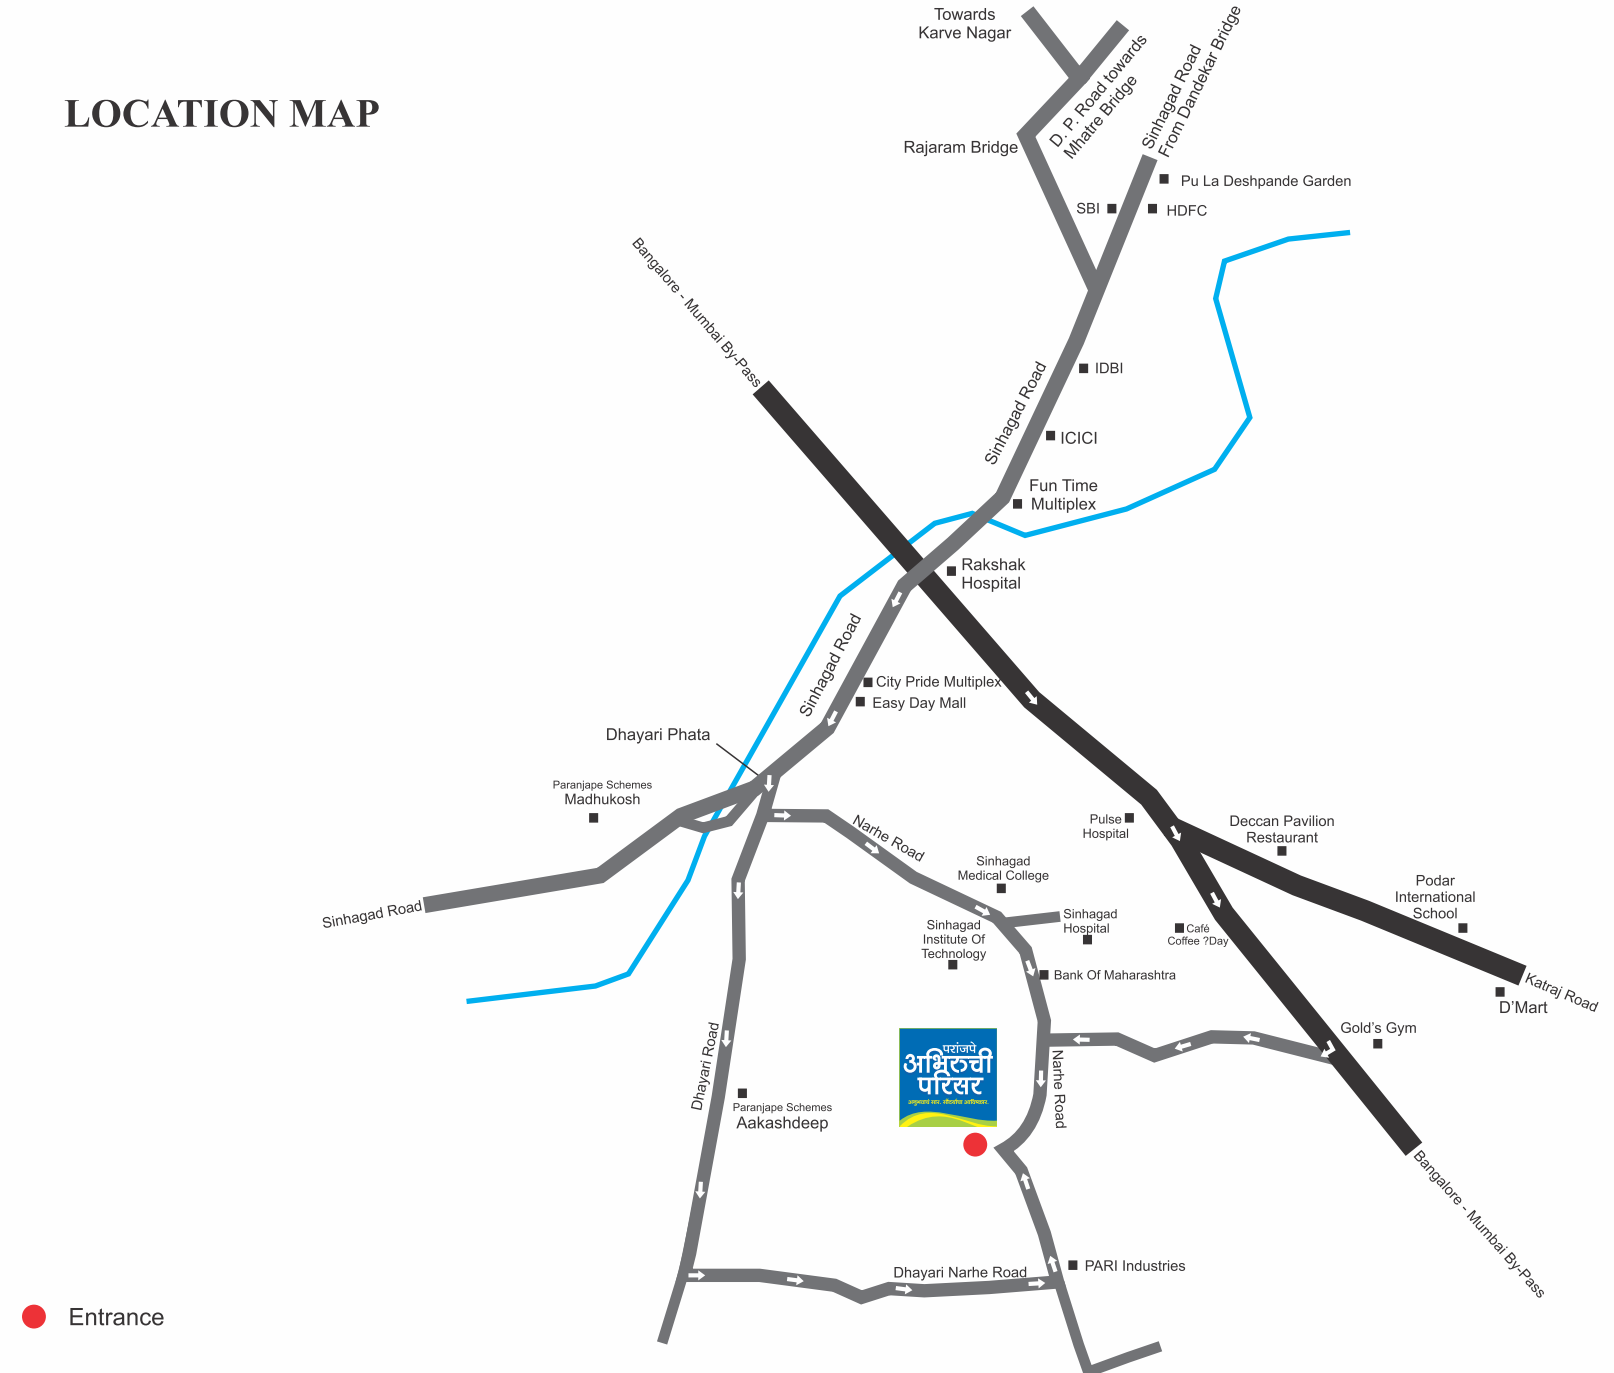 Towards
Karve Nagar
D. P. Road towards
Mhatre Bridge
Sinhagad Road
From Dandekar Bridge
LOCATION MAP
Rajaram Bridge
Pu La Deshpande Garden
SBI
HDFC
Bangalore - Mumbai By-Pass
IDBI
Sinhagad Road
ICICI
Fun Time
Multiplex
Rakshak
Hospital
Sinhagad Road
City Pride Multiplex
Easy Day Mall
Dhayari Phata
Paranjape Schemes
Madhukosh
Narhe Road
Pulse
Hospital
Deccan Pavilion
Restaurant
Sinhagad
Medical College
Podar
International
School
Sinhagad Road
Sinhagad
Hospital
Sinhagad
Institute Of
Technology
Café
Coffee ?Day
Bank Of Maharashtra
Katraj Road
D'Mart
Gold's Gym
परांजपे
अभिरुची
परिसर
अनुभवाचं सार. सौंदर्याचा आविष्कार.
Dhayari Road
Narhe Road
Paranjape Schemes
Aakashdeep
Bangalore - Mumbai By-Pass
Dhayari Narhe Road
PARI Industries
Entrance